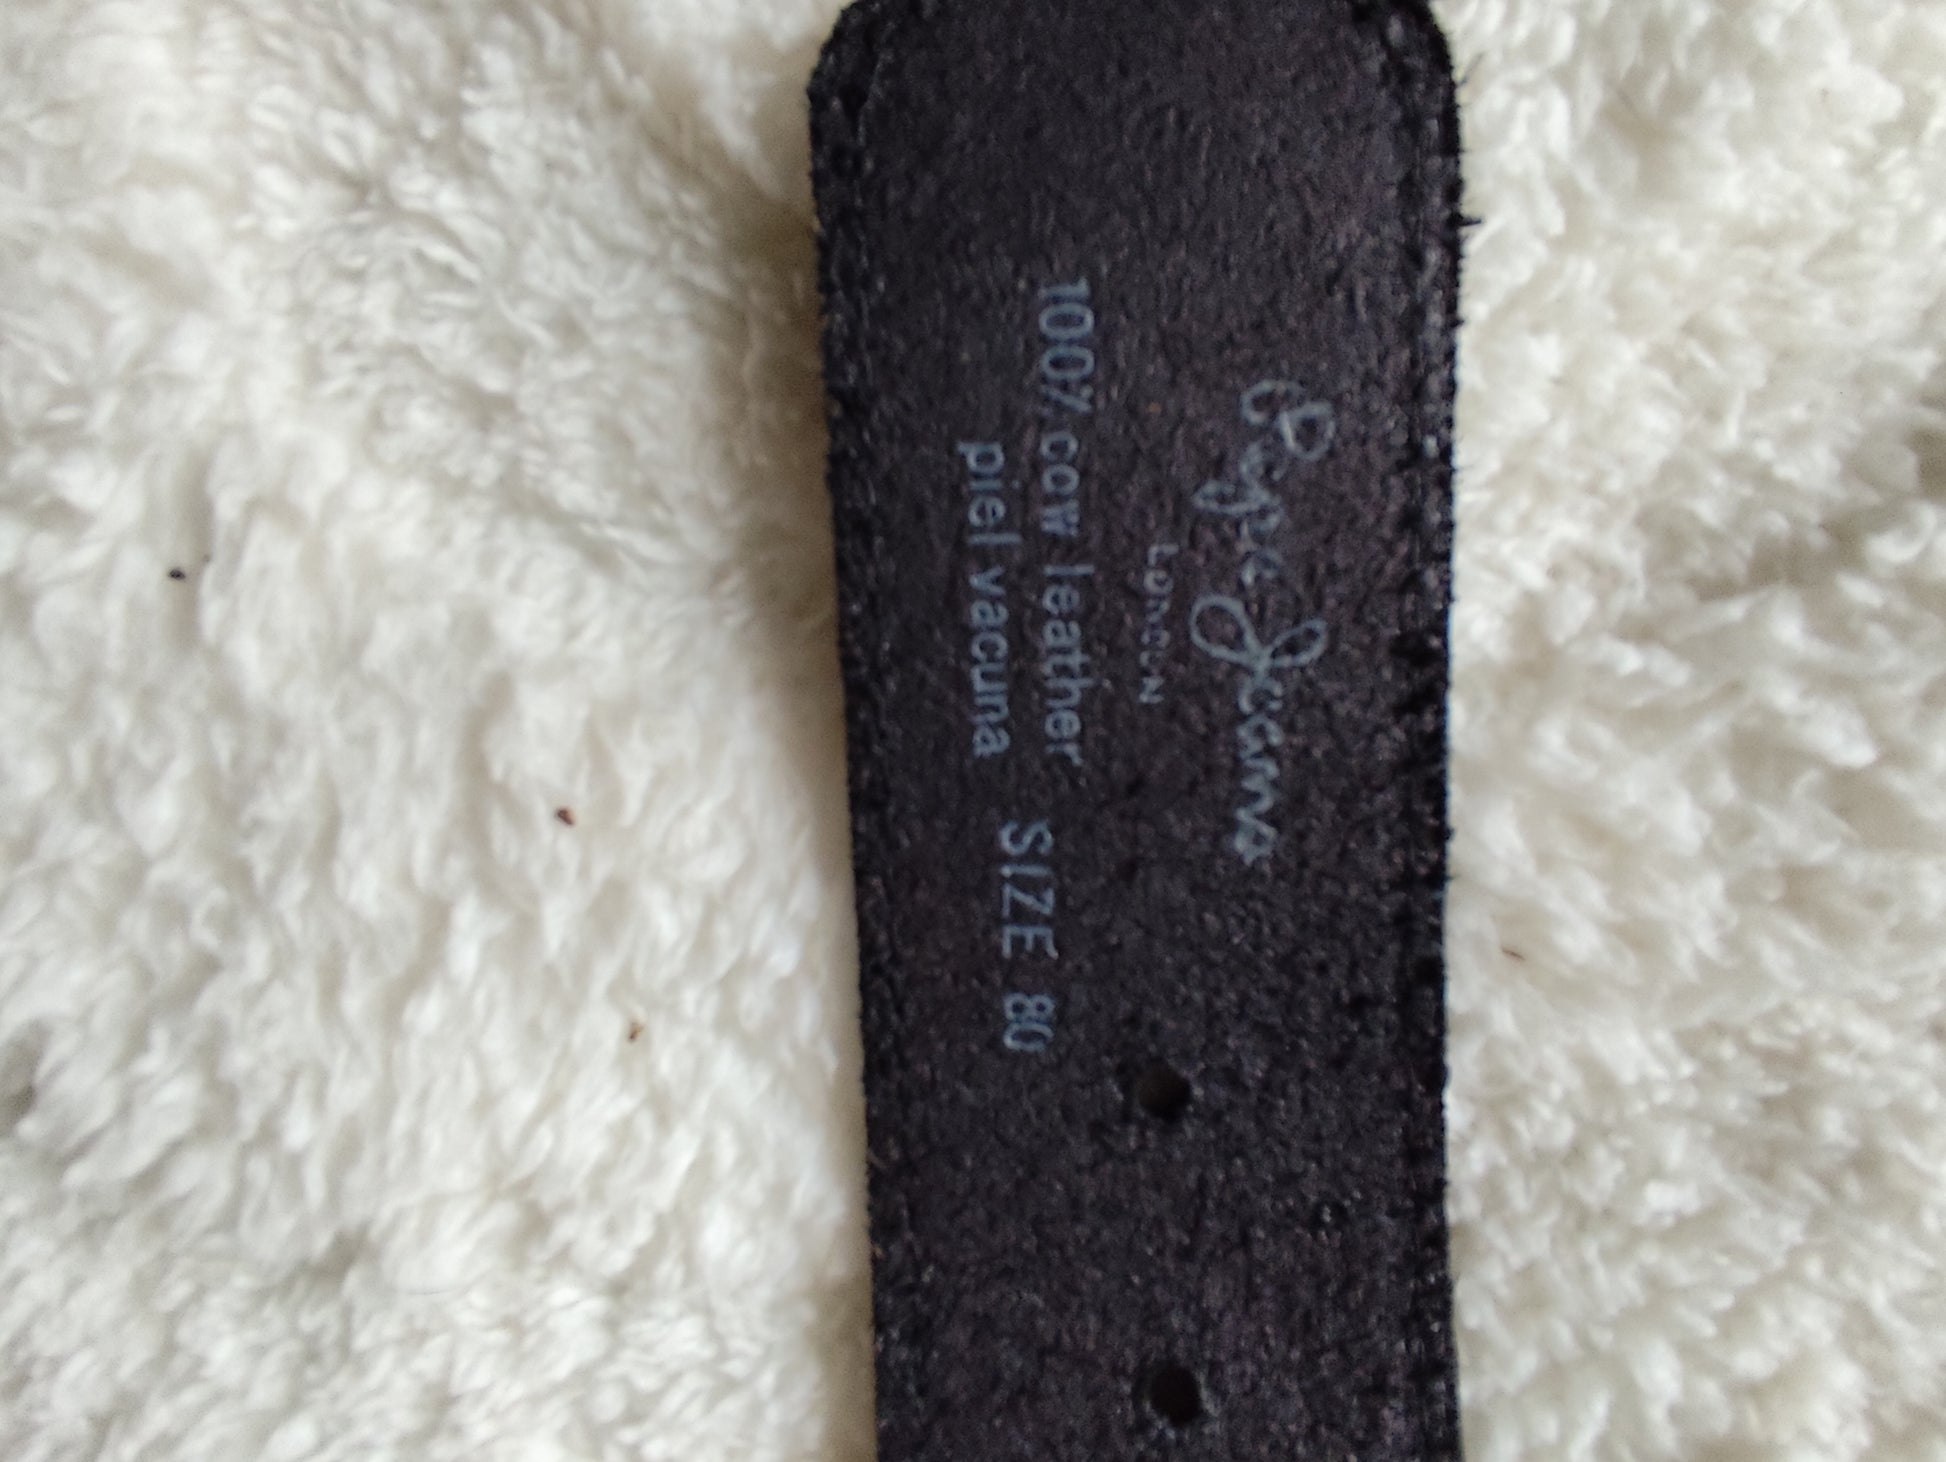 Pepe Jeans
LONDON
100% cow leather
piel vacuna
SIZE 80